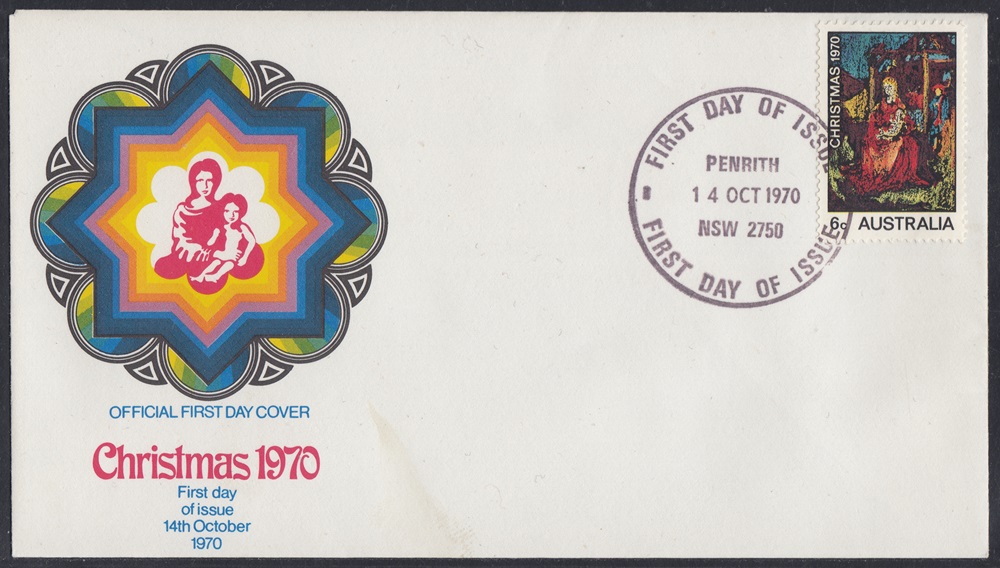 OFFICIAL FIRST DAY COVER
Christmas 1970
First day
of issue
14th October
1970
FIRST DAY OF ISSUE
PENRITH
14 OCT 1970
NSW 2750
FIRST DAY OF ISSUE
CHRISTMAS 1970
6c AUSTRALIA